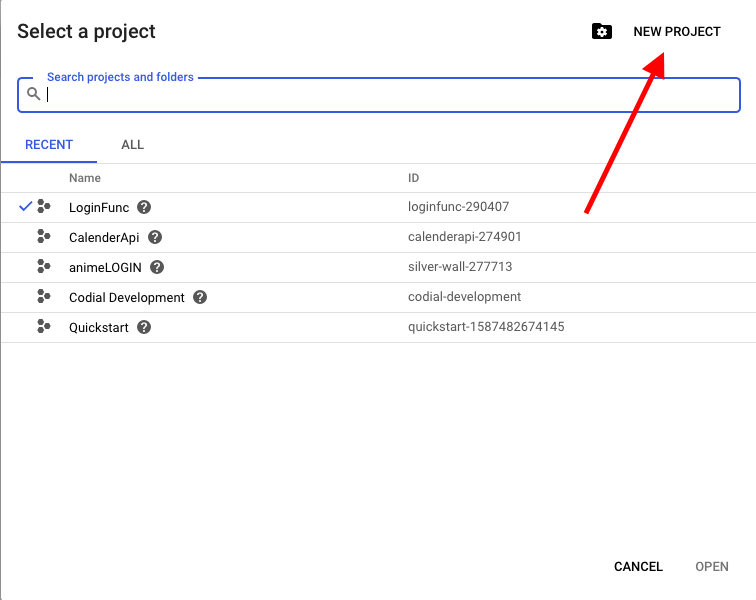 Select a project
NEW PROJECT
Search projects and folders
RECENT
ALL
Name
ID
LoginFunc
loginfunc-290407
CalenderApi
calenderapi-274901
animeLOGIN
silver-wall-277713
Codial Development
codial-development
Quickstart
quickstart-1587482674145
CANCEL
OPEN